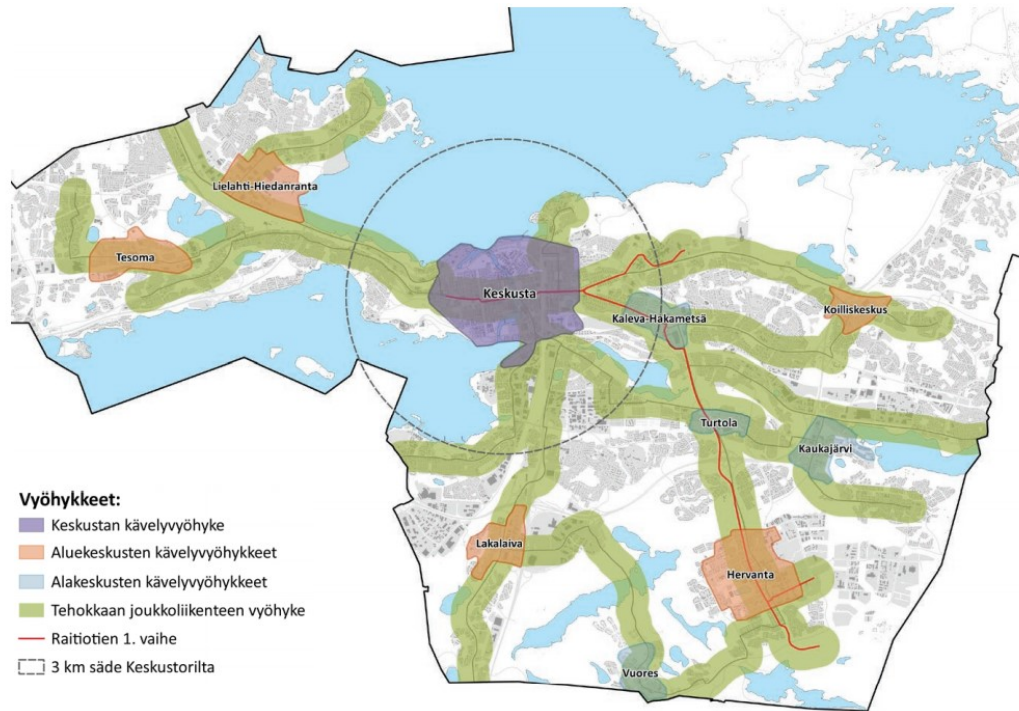 Lielahti-Hiedanranta
Tesoma
Keskusta
Kaleva-Hakametsä
Koilliskeskus
Turtola
Kaukajärvi
Lakalaiva
Hervanta
Vuores
Vyöhykkeet:
Keskustan kävelyvyöhyke
Aluekeskusten kävelyvyöhykkeet
Alakeskusten kävelyvyöhykkeet
Tehokkaan joukkoliikenteen vyöhyke
Raitiotien 1. vaihe
3 km säde Keskustorilta